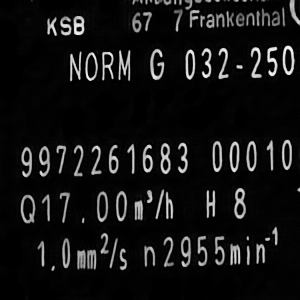 KSB 67 7 Frankenthal
NORM G 032-250
9972261683 00010
Q17.00m³/h H 8
1,0mm²/s n2955min⁻¹